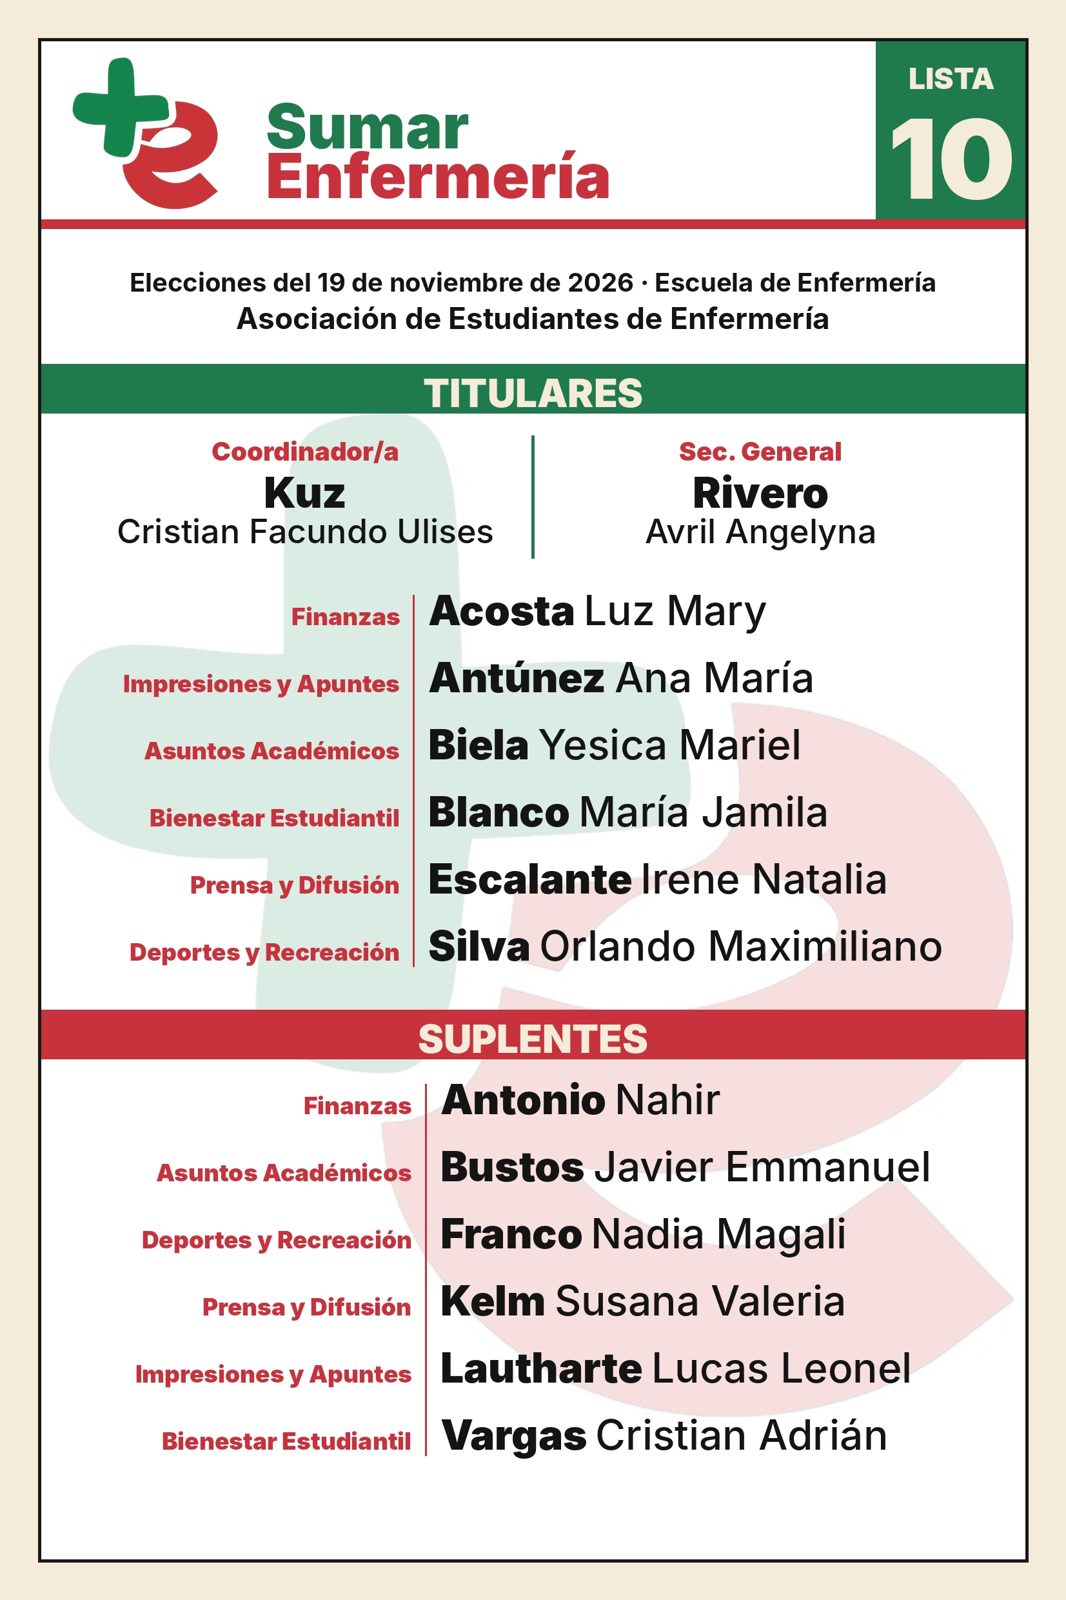 Sumar
Enfermería
LISTA
10
Elecciones del 19 de noviembre de 2026 · Escuela de Enfermería
Asociación de Estudiantes de Enfermería
TITULARES
Coordinador/a
Kuz
Cristian Facundo Ulises
Sec. General
Rivero
Avril Angelyna
Finanzas Acosta Luz Mary
Impresiones y Apuntes Antúnez Ana María
Asuntos Académicos Biela Yesica Mariel
Bienestar Estudiantil Blanco María Jamila
Prensa y Difusión Escalante Irene Natalia
Deportes y Recreación Silva Orlando Maximiliano
SUPLENTES
Finanzas Antonio Nahir
Asuntos Académicos Bustos Javier Emmanuel
Deportes y Recreación Franco Nadia Magali
Prensa y Difusión Kelm Susana Valeria
Impresiones y Apuntes Lautharte Lucas Leonel
Bienestar Estudiantil Vargas Cristian Adrián